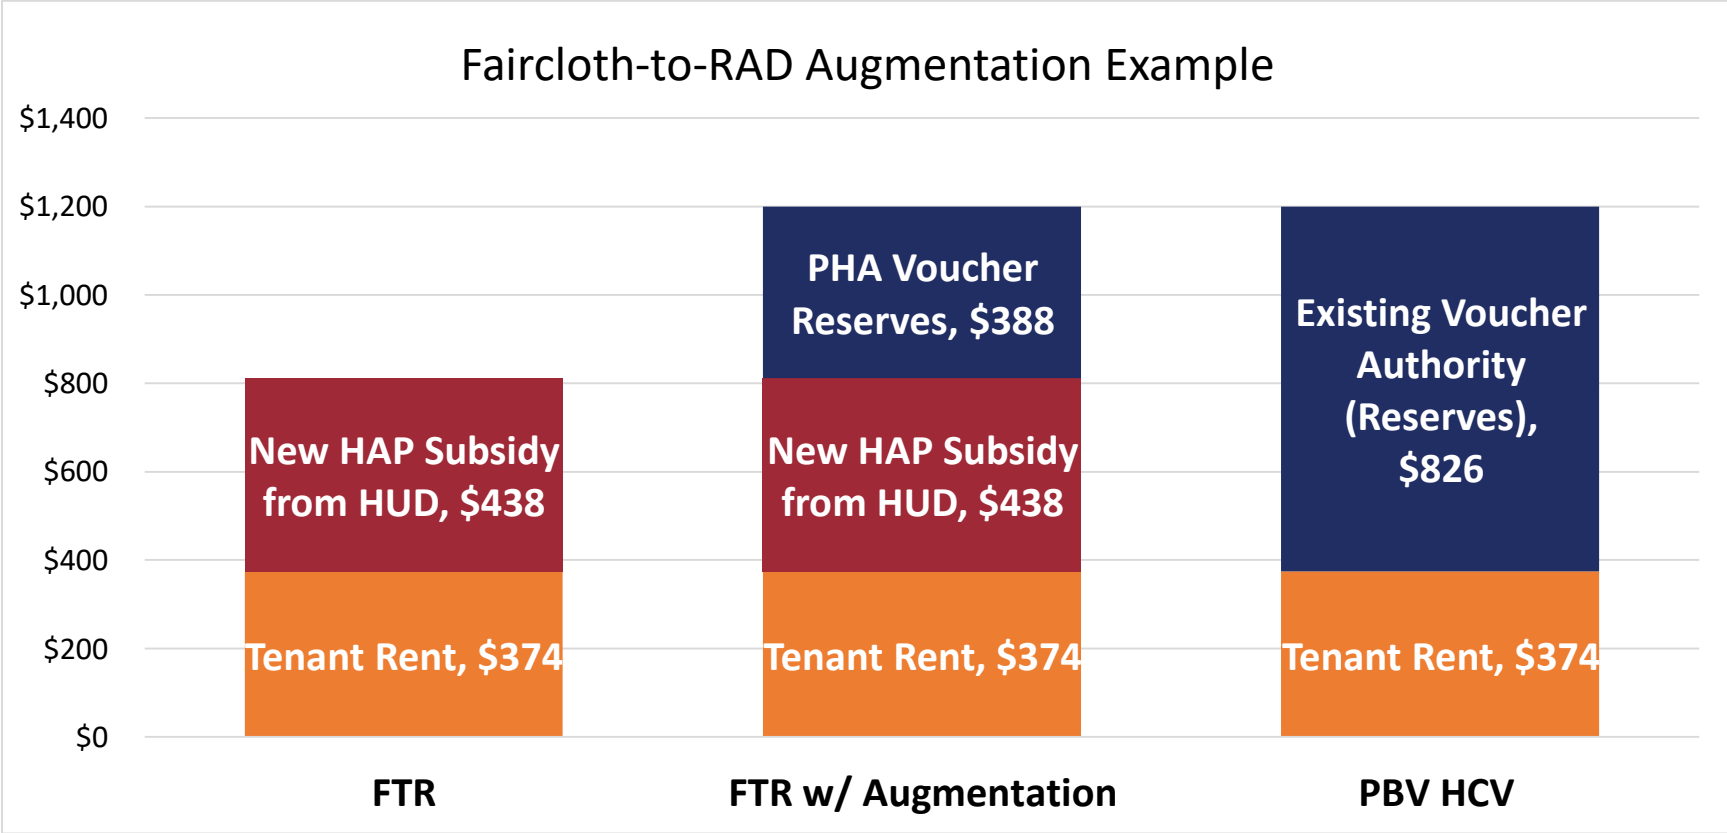 Faircloth-to-RAD Augmentation Example
$1,400
$1,200
$1,000
$800
$600
$400
$200
$0
New HAP Subsidy
from HUD, $438
Tenant Rent, $374
PHA Voucher
Reserves, $388
New HAP Subsidy
from HUD, $438
Tenant Rent, $374
Existing Voucher
Authority
(Reserves),
$826
Tenant Rent, $374
FTR
FTR w/ Augmentation
PBV HCV